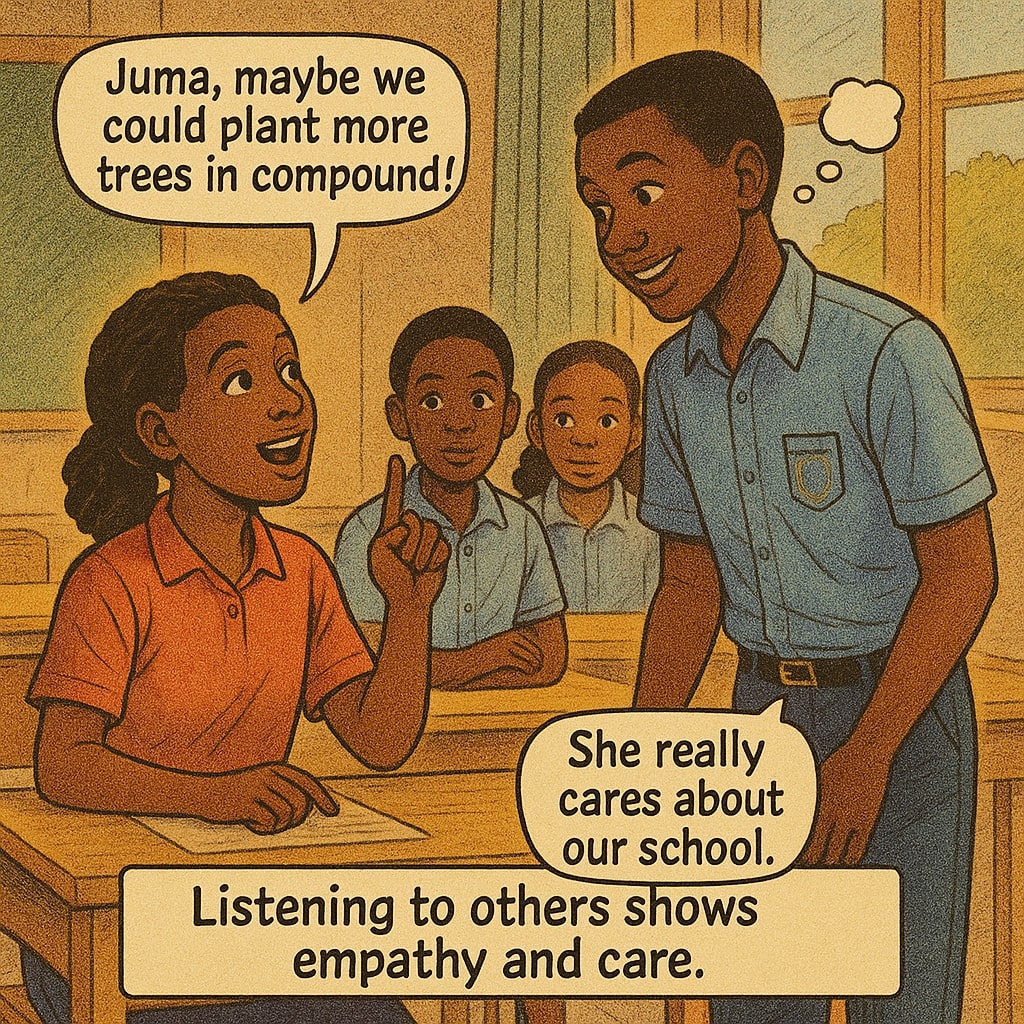 Juma, maybe we
could plant more
trees in compound!
She really
cares about
our school.
Listening to others shows
empathy and care.